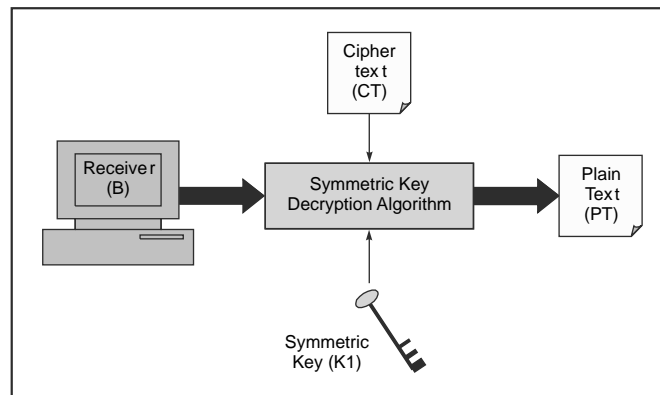 Cipher
text
(CT)
Receiver
(B)
Symmetric Key
Decryption Algorithm
Plain
Text
(PT)
Symmetric
Key (K1)